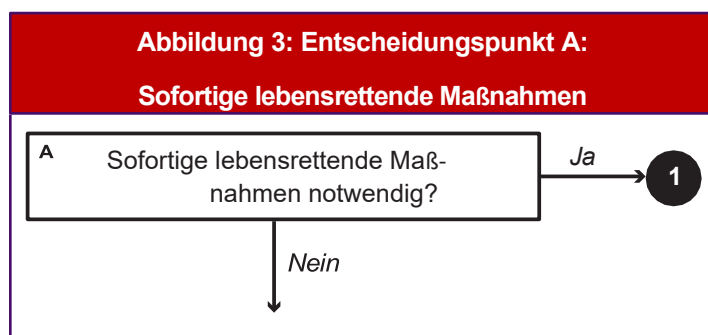 Abbildung 3: Entscheidungspunkt A:
Sofortige lebensrettende Maßnahmen
A
Sofortige lebensrettende Maß-
nahmen notwendig?
Ja
1
Nein